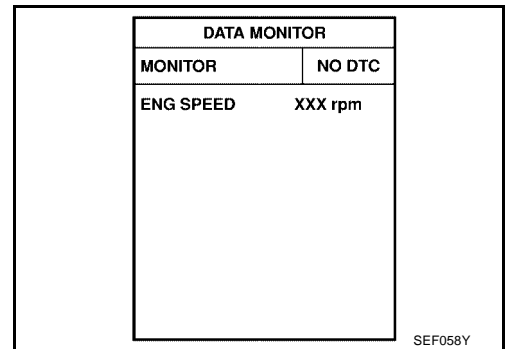 DATA MONITOR
MONITOR NO DTC
ENG SPEED XXX rpm
SEF058Y